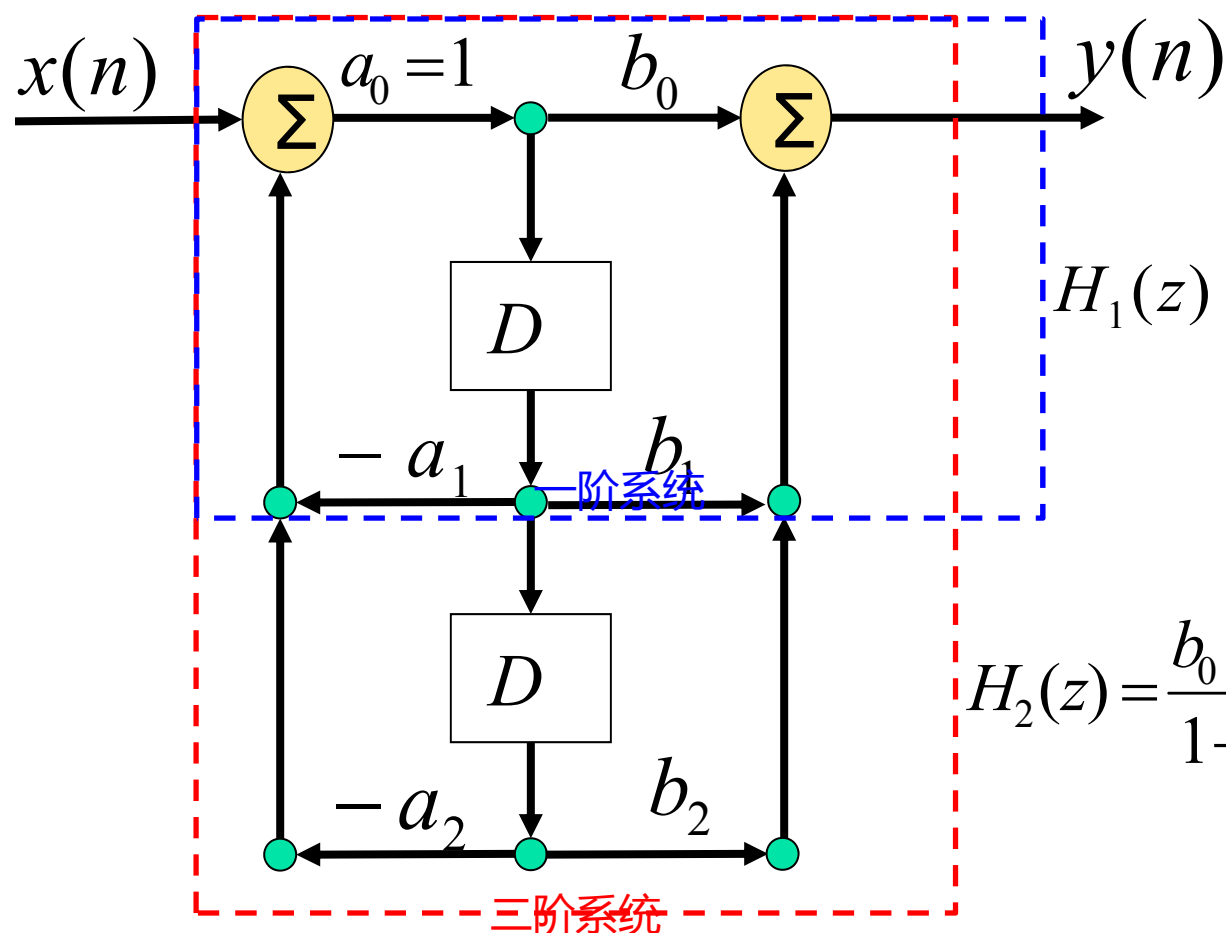 x(n)
a₀ = 1
b₀
y(n)
Σ
Σ
D
H₁(z)
− a₁
b₁
一阶系统
D
H₂(z) = b₀
1−
− a₂
b₂
三阶系统